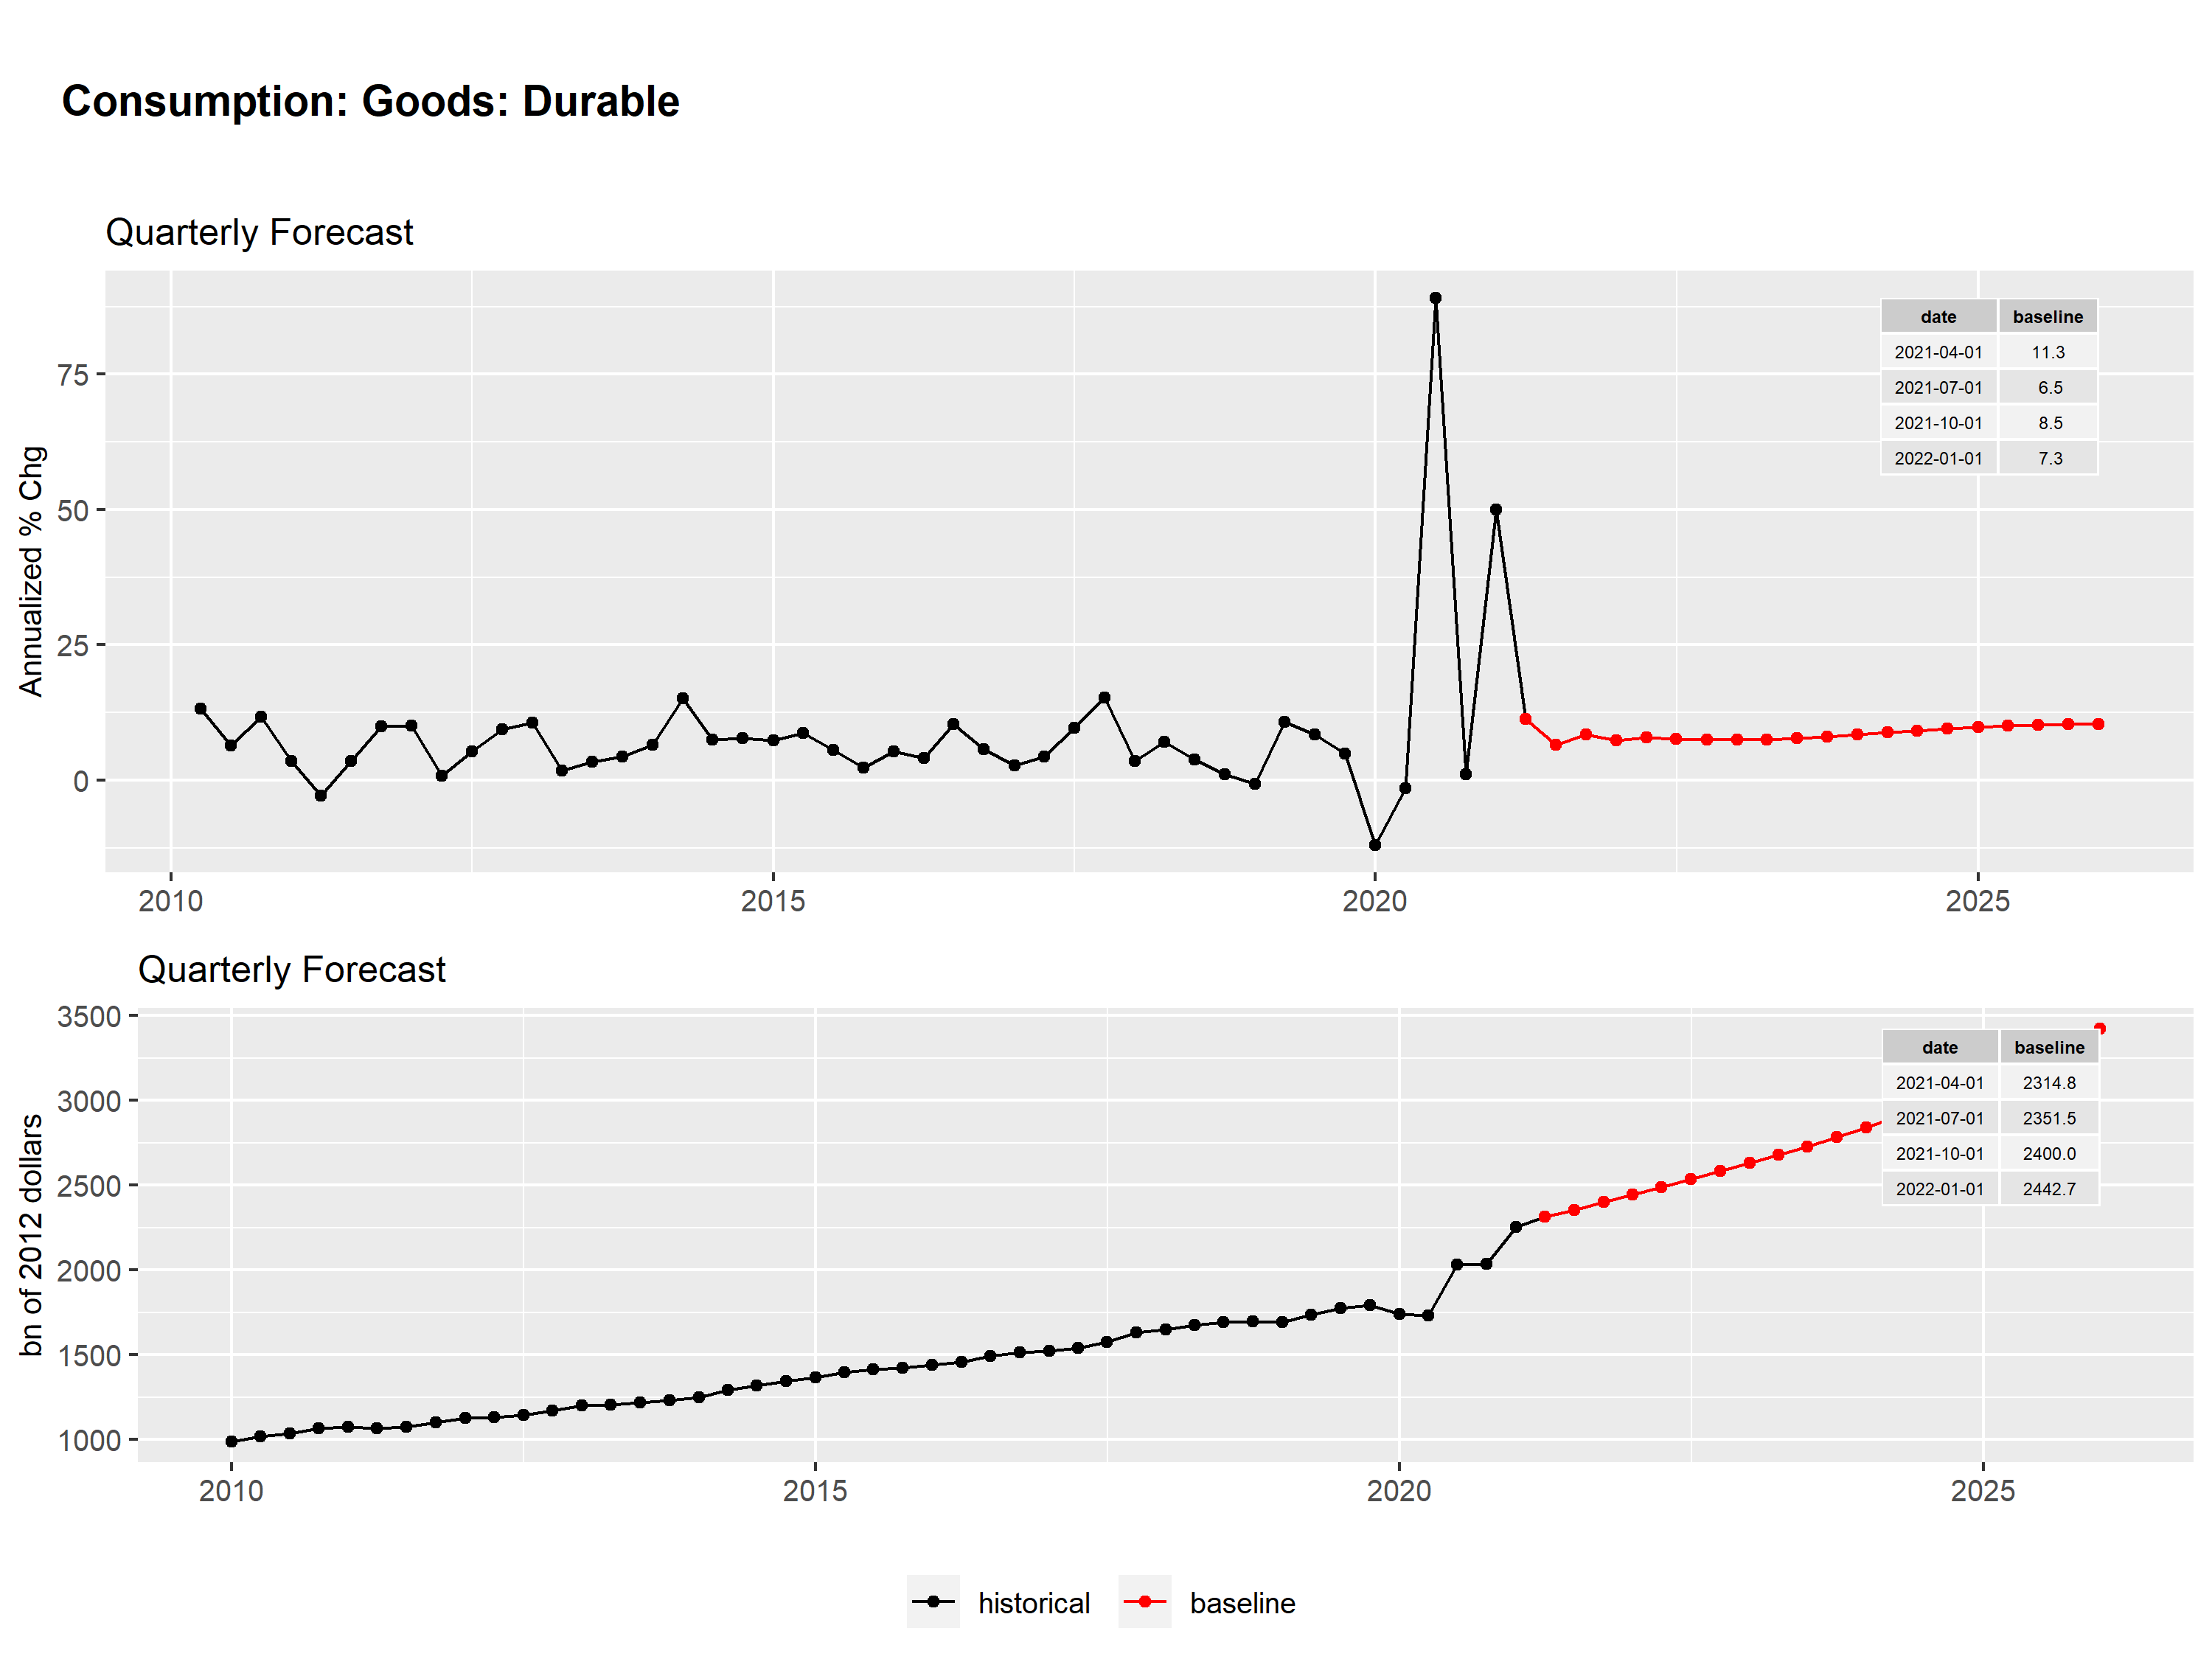 Consumption: Goods: Durable
Quarterly Forecast
Annualized % Chg
75
50
25
0
date baseline
2021-04-01 11.3
2021-07-01 6.5
2021-10-01 8.5
2022-01-01 7.3
2010 2015 2020 2025
Quarterly Forecast
bn of 2012 dollars
3500
3000
2500
2000
1500
1000
date baseline
2021-04-01 2314.8
2021-07-01 2351.5
2021-10-01 2400.0
2022-01-01 2442.7
2010 2015 2020 2025
historical baseline